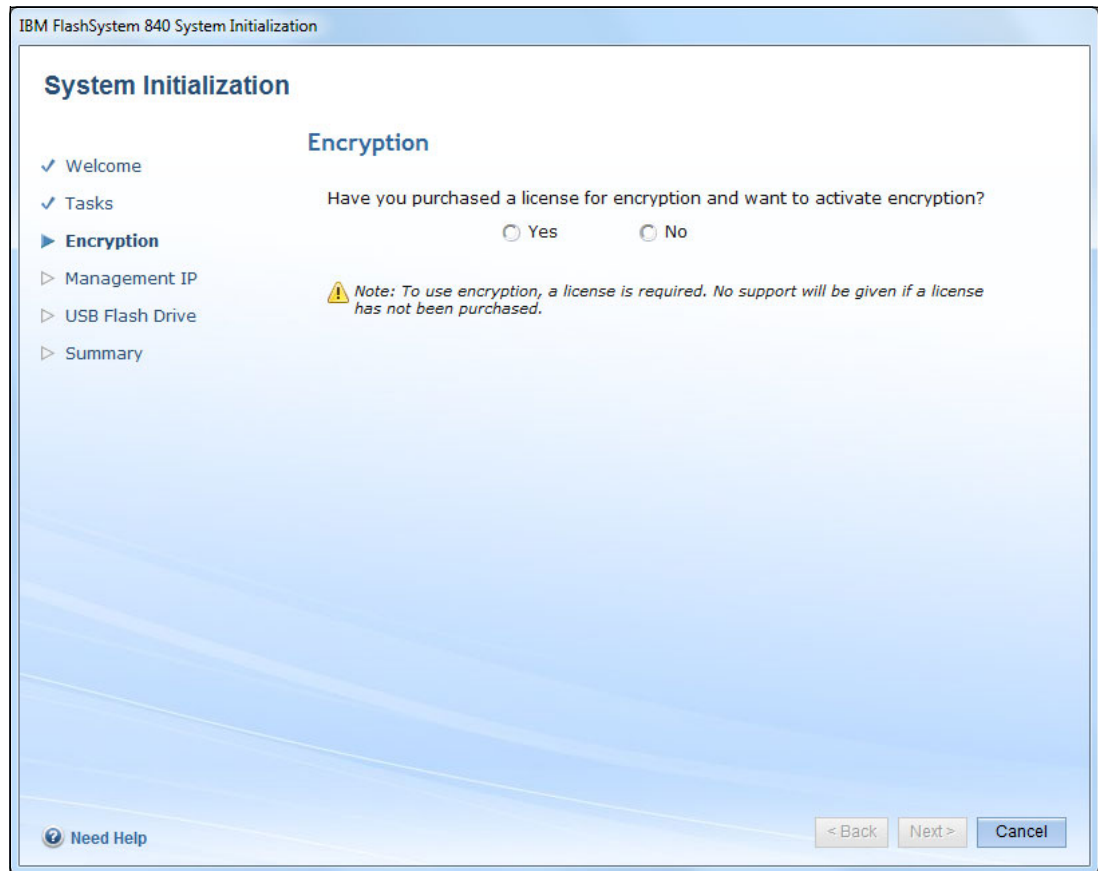 IBM FlashSystem 840 System Initialization
System Initialization
Welcome
Tasks
Encryption
Management IP
USB Flash Drive
Summary
Encryption
Have you purchased a license for encryption and want to activate encryption?
Yes No
Note: To use encryption, a license is required. No support will be given if a license
has not been purchased.
Need Help
< Back Next > Cancel